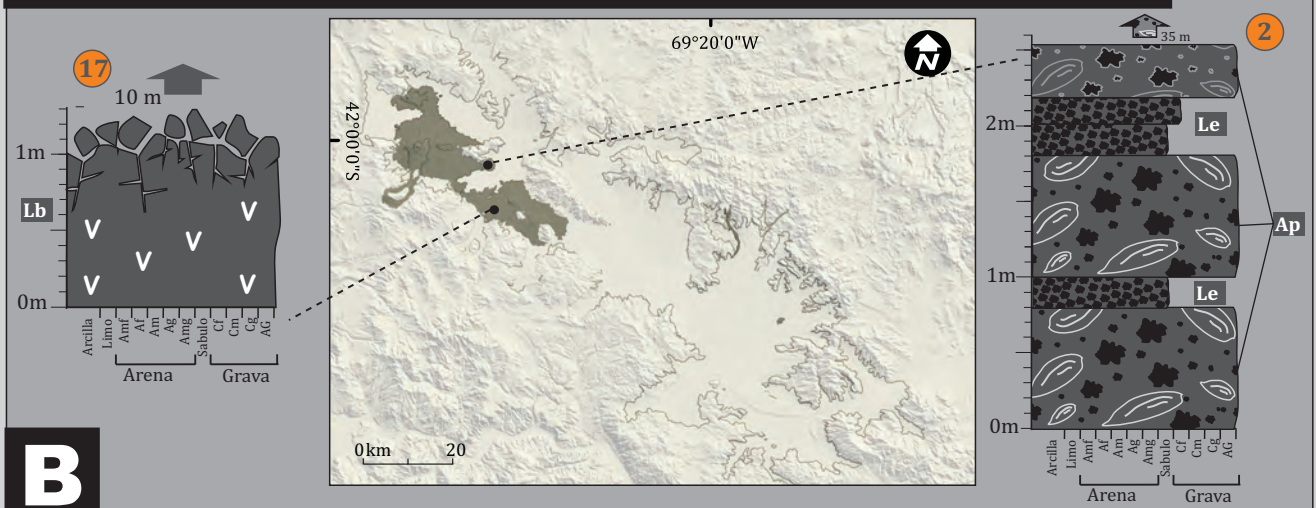 17
10 m
1m
Lb
V
V
V
V
V
V
0m
Arcilla
Limo
Amf
Af
Am
Ag
Amg
Sabulo
Cf
Cm
Cg
AG
Arena
Grava
B
69°20'0"W
N
42°00'0"S
0km 20
2
35 m
2m
Le
Ap
1m
Le
0m
Arcilla
Limo
Amf
Af
Am
Ag
Amg
Sabulo
Cf
Cm
Cg
AG
Arena
Grava